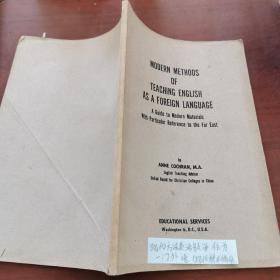 MODERN METHODS
OF
TEACHING ENGLISH
AS A FOREIGN LANGUAGE
A Guide to Modern Materials
With Particular Reference to the Far East
by
ANNE COCHRAN, M.A.
English Teaching Advisor
United Board for Christian Colleges in China
EDUCATIONAL SERVICES
Washington 6, D.C., U.S.A.